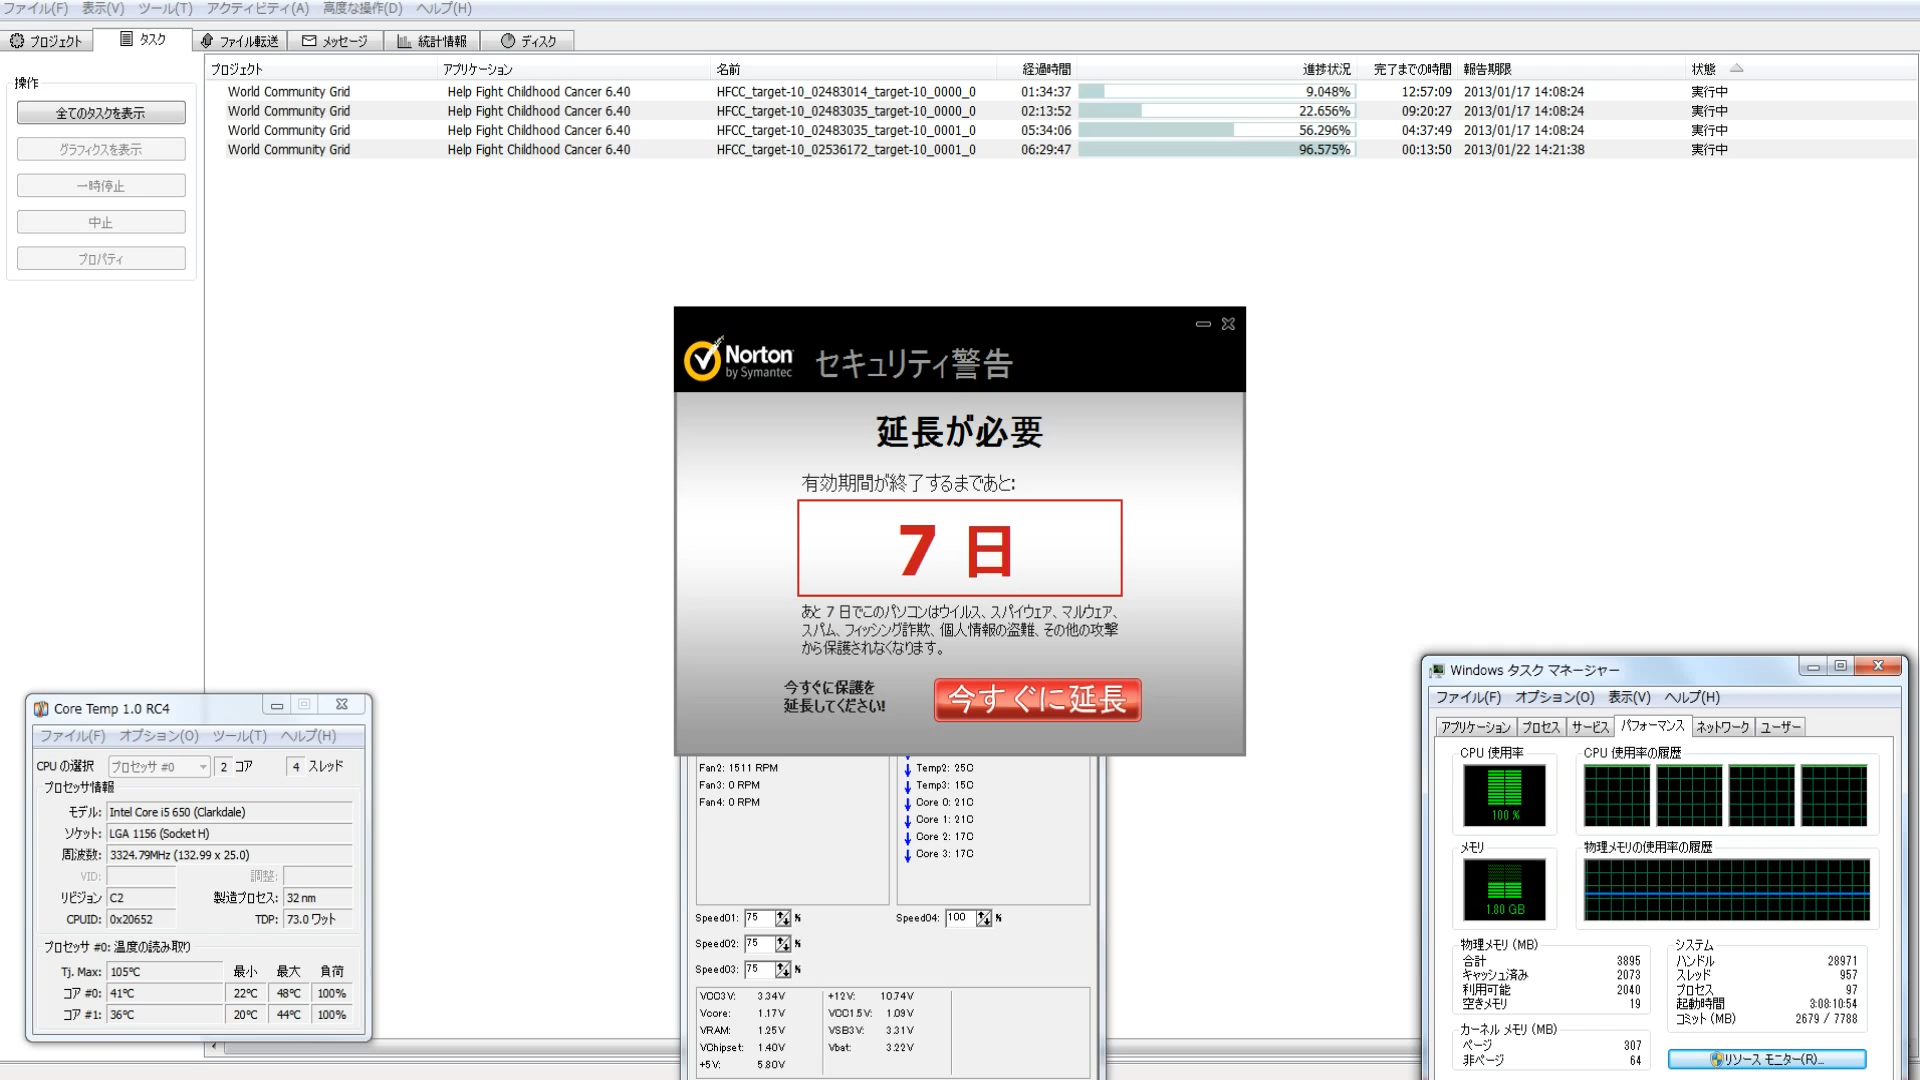 ファイル(F) 表示(V) ツール(T) アクティビティ(A) 高度な操作(D) ヘルプ(H)
プロジェクト タスク ファイル転送 メッセージ 統計情報 ディスク
操作
全てのタスクを表示
グラフィクスを表示
一時停止
中止
プロパティ
プロジェクト アプリケーション 名前 経過時間 進捗状況 完了までの時間 報告期限 状態
World Community Grid Help Fight Childhood Cancer 6.40 HFCC_target-10_02483014_target-10_0000_0 01:34:37 9.048% 12:57:09 2013/01/17 14:08:24 実行中
World Community Grid Help Fight Childhood Cancer 6.40 HFCC_target-10_02483035_target-10_0000_0 02:13:52 22.656% 09:20:27 2013/01/17 14:08:24 実行中
World Community Grid Help Fight Childhood Cancer 6.40 HFCC_target-10_02483035_target-10_0001_0 05:34:06 56.296% 04:37:49 2013/01/17 14:08:24 実行中
World Community Grid Help Fight Childhood Cancer 6.40 HFCC_target-10_02536172_target-10_0001_0 06:29:47 96.575% 00:13:50 2013/01/22 14:21:38 実行中
Norton by Symantec セキュリティ警告
延長が必要
有効期間が終了するまであと:
7 日
あと 7 日でこのパソコンはウイルス、スパイウェア、マルウェア、
スパム、フィッシング詐欺、個人情報の盗難、その他の攻撃
から保護されなくなります。
今すぐに保護を
延長してください!
今すぐに延長
Core Temp 1.0 RC4
ファイル(F) オプション(O) ツール(T) ヘルプ(H)
CPU の選択 プロセッサ #0 2 コア 4 スレッド
プロセッサ情報
モデル: Intel Core i5 650 (Clarkdale)
ソケット: LGA 1156 (Socket H)
周波数: 3324.79MHz (132.99 x 25.0)
VID: 調整:
リビジョン C2 製造プロセス: 32 nm
CPUID: 0x20652 TDP: 73.0 ワット
プロセッサ #0: 温度の読み取り
Tj. Max: 105℃ 最小 最大 負荷
コア #0: 41℃ 22℃ 48℃ 100%
コア #1: 36℃ 20℃ 44℃ 100%
Fan2: 1511 RPM
Fan3: 0 RPM
Fan4: 0 RPM
Temp2: 25C
Temp3: 15C
Core 0: 21C
Core 1: 21C
Core 2: 17C
Core 3: 17C
Speed01: 75 % Speed04: 100 %
Speed02: 75 %
Speed03: 75 %
VCC3V: 3.34V +12V: 10.74V
Vcore: 1.17V VCC1.5V: 1.09V
VRAM: 1.25V VSB3V: 3.31V
VChipset: 1.40V Vbat: 3.22V
+5V: 5.80V
Windows タスク マネージャー
ファイル(F) オプション(O) 表示(V) ヘルプ(H)
アプリケーション プロセス サービス パフォーマンス ネットワーク ユーザー
CPU 使用率 CPU 使用率の履歴
100 %
メモリ 物理メモリの使用率の履歴
1.80 GB
物理メモリ (MB)
合計 3895
キャッシュ済み 2073
利用可能 2040
空きメモリ 19
カーネル メモリ (MB)
ページ 307
非ページ 64
システム
ハンドル 28971
スレッド 957
プロセス 97
起動時間 3:08:10:54
コミット (MB) 2679 / 7788
リソース モニター(R)...